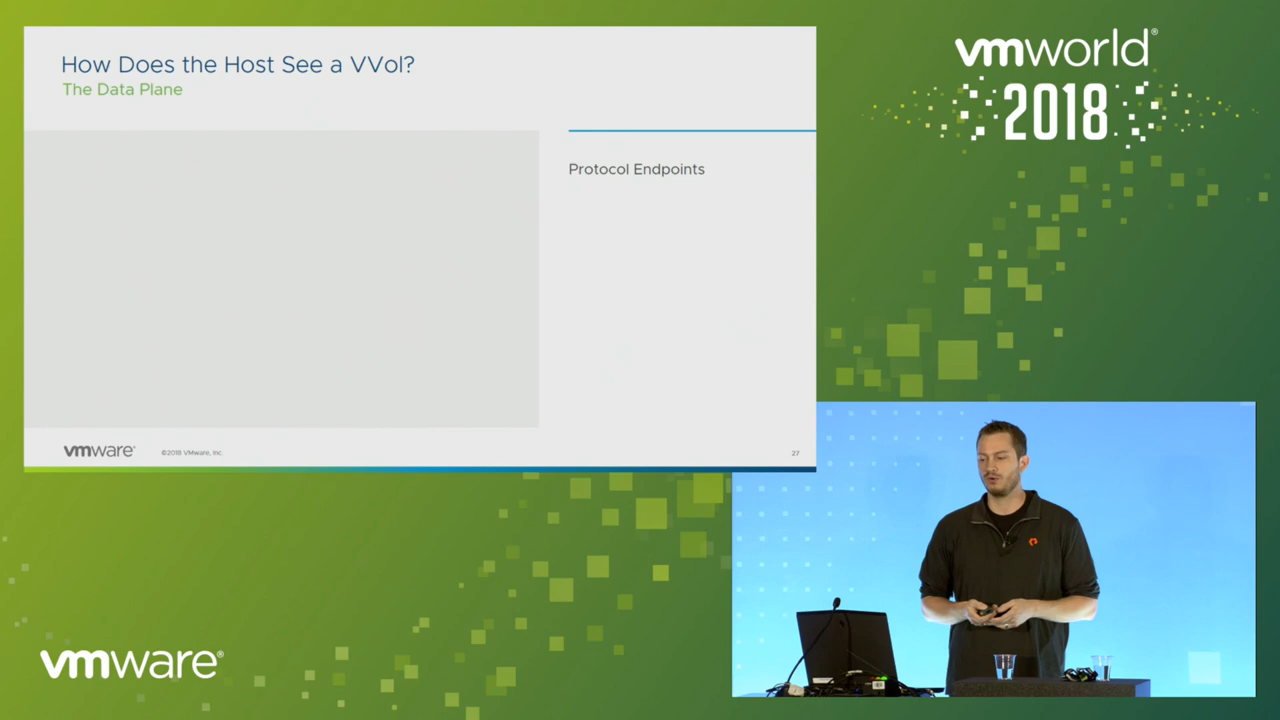 How Does the Host See a VVol?
The Data Plane
Protocol Endpoints
vmware®
©2018 VMware, Inc.
27
vmworld®
2018
vmware®